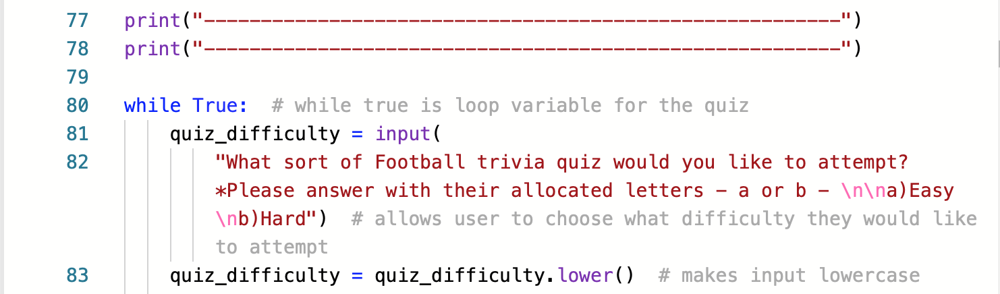 77 print("--------------------------------------------------------")
78 print("--------------------------------------------------------")
79
80 while True:  # while true is loop variable for the quiz
81 quiz_difficulty = input(
82 "What sort of Football trivia quiz would you like to attempt?
*Please answer with their allocated letters - a or b - \n\na)Easy
\nb)Hard")  # allows user to choose what difficulty they would like
to attempt
83 quiz_difficulty = quiz_difficulty.lower()  # makes input lowercase